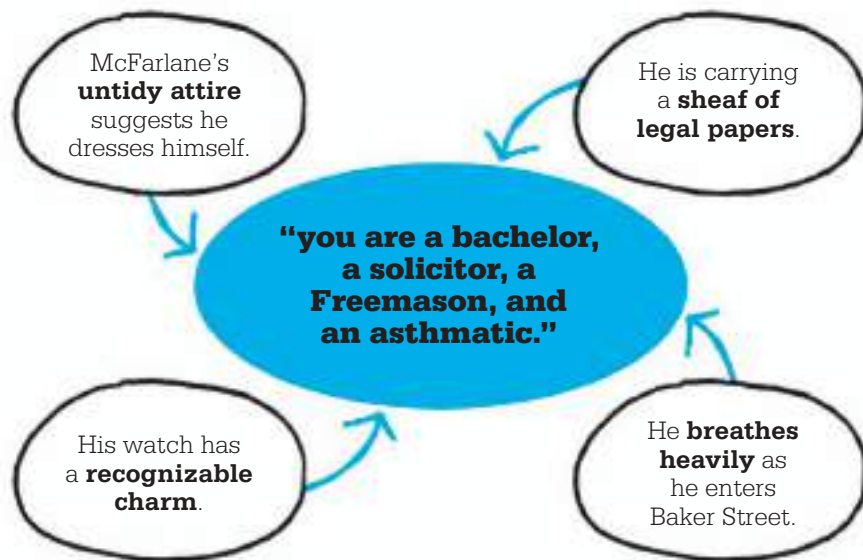 McFarlane’s
untidy attire
suggests he
dresses himself.
He is carrying
a sheaf of
legal papers.
“you are a bachelor,
a solicitor, a
Freemason, and
an asthmatic.”
His watch has
a recognizable
charm.
He breathes
heavily as
he enters
Baker Street.